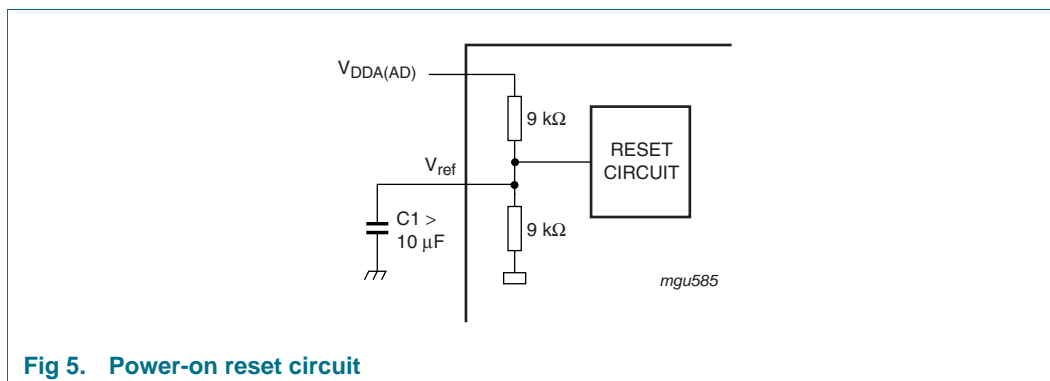 VDDA(AD)
9 kΩ
RESET
CIRCUIT
Vref
C1 >
10 μF
9 kΩ
mgu585
Fig 5. Power-on reset circuit